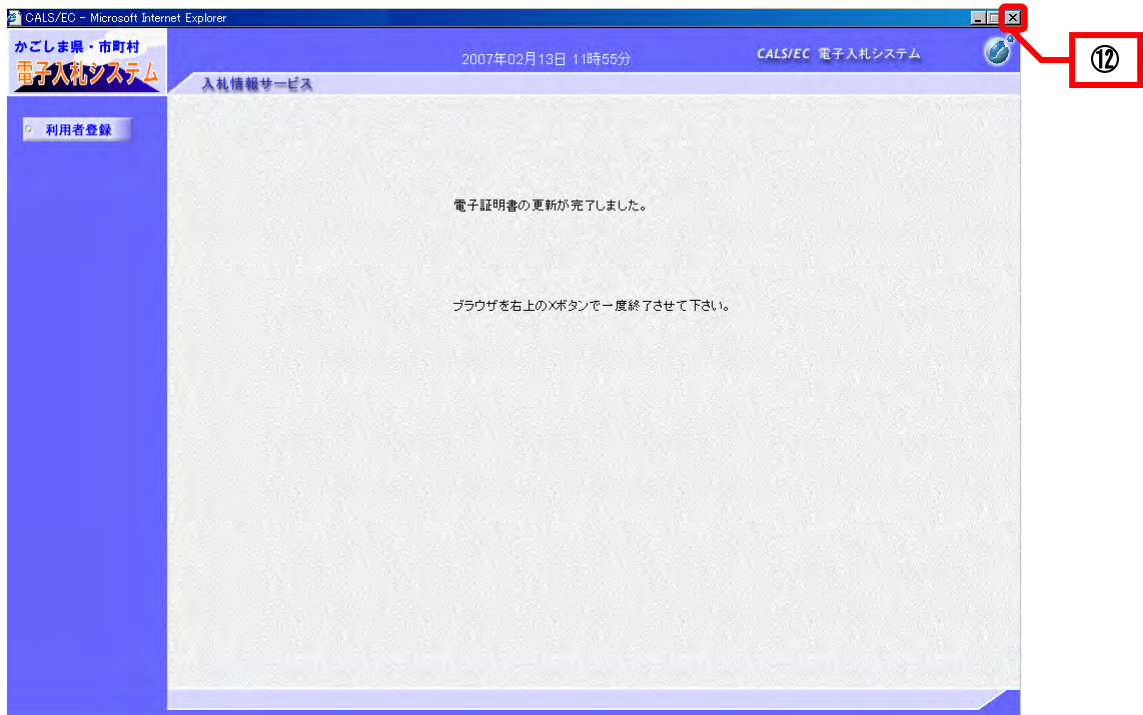 CALS/EC - Microsoft Internet Explorer
⑫
かごしま県・市町村
電子入札システム
2007年02月13日 11時55分
CALS/EC 電子入札システム
入札情報サービス
利用者登録
電子証明書の更新が完了しました。
ブラウザを右上の×ボタンで一度終了させて下さい。